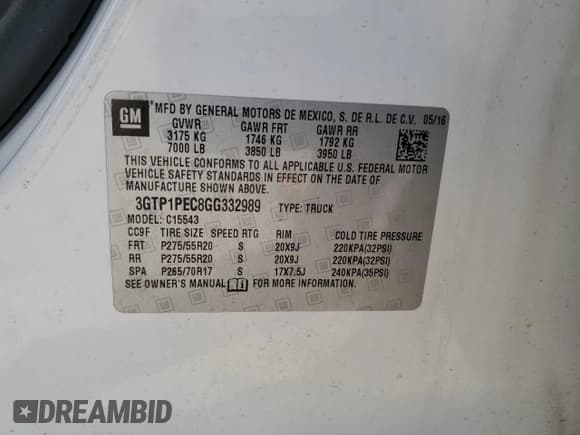 GM *MFD BY GENERAL MOTORS DE MEXICO, S. DE R.L. DE C.V. 05/16
GVWR GAWR FRT GAWR RR
3175 KG 1746 KG 1792 KG
7000 LB 3850 LB 3950 LB
THIS VEHICLE CONFORMS TO ALL APPLICABLE U.S. FEDERAL MOTOR
VEHICLE SAFETY STANDARDS IN EFFECT ON THE DATE OF
MANUFACTURE SHOWN ABOVE.
3GTP1PEC8GG332989 TYPE: TRUCK
MODEL: C15543
CC9F TIRE SIZE SPEED RTG RIM COLD TIRE PRESSURE
FRT P275/55R20 S 20X9J 220KPA(32PSI)
RR P275/55R20 S 20X9J 220KPA(32PSI)
SPA P265/70R17 S 17X7.5J 240KPA(35PSI)
SEE OWNER'S MANUAL FOR MORE INFORMATION.
DREAMBID